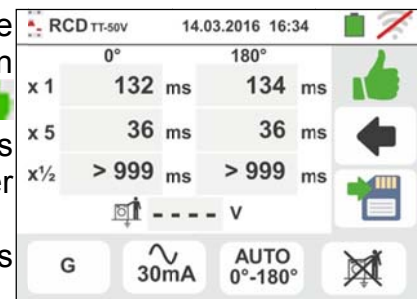 e
RCD TT-50V 14.03.2016 16:34
n
0° 180°
x 1 132 ms 134 ms
x 5 36 ms 36 ms
s
x½ > 999 ms > 999 ms
er
- - - - V
s
G 30mA AUTO
0°-180°